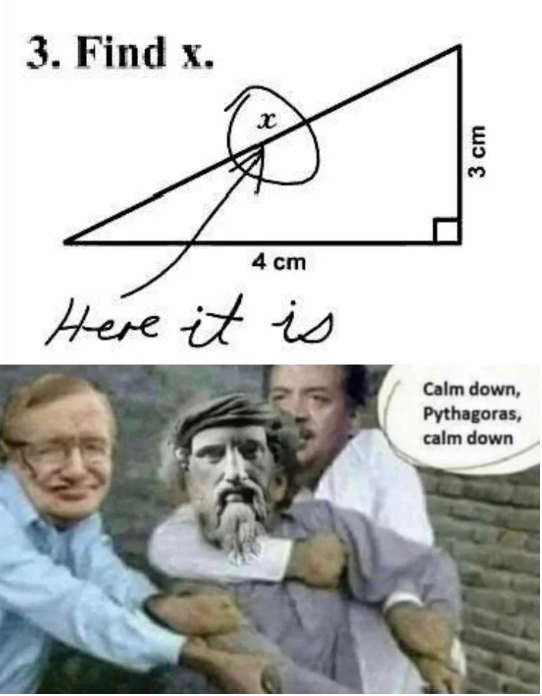 3. Find x.
x
3 cm
4 cm
Here it is
Calm down,
Pythagoras,
calm down